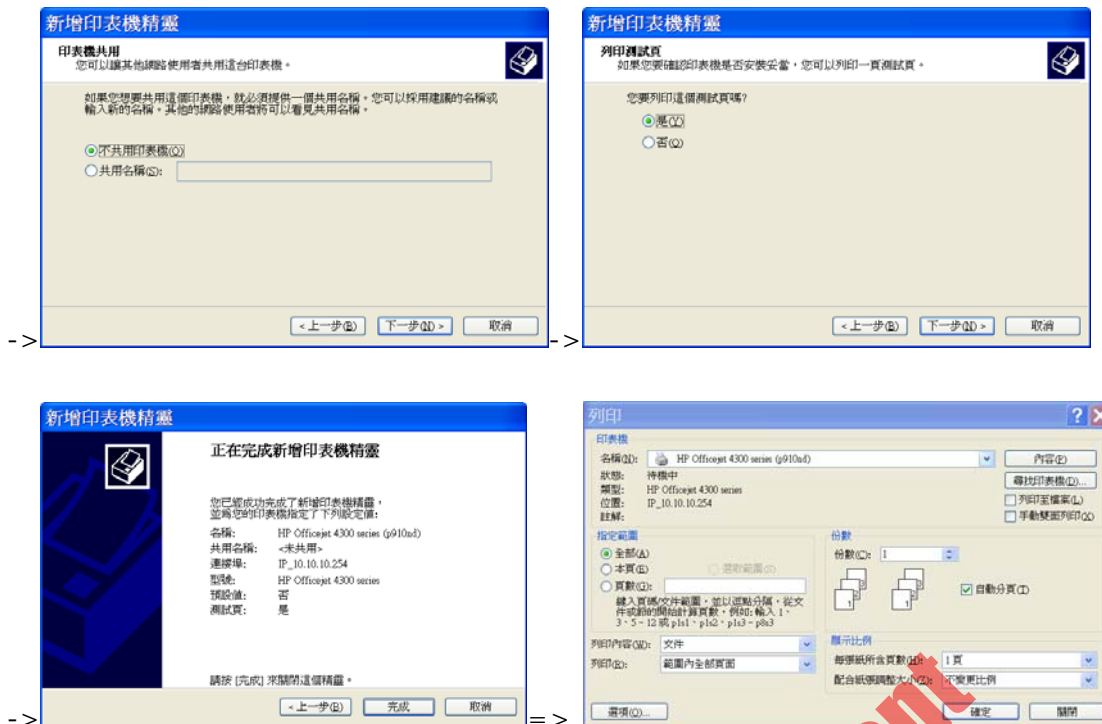 新增印表機精靈
印表機共用
您可以讓其他網路使用者共用這台印表機。
如果您想要共用這個印表機,就必須提供一個共用名稱。您可以採用建議的名稱或
輸入新的名稱。其他的網路使用者將可以看見共用名稱。
不共用印表機(O)
共用名稱(S):
<上一步(B) 下一步(N)> 取消
->
新增印表機精靈
列印測試頁
如果您要確認印表機是否安裝妥當,您可以列印一頁測試頁。
您要列印這個測試頁嗎?
是(Y)
否(O)
<上一步(B) 下一步(N)> 取消
->
新增印表機精靈
正在完成新增印表機精靈
您已經成功完成了新增印表機精靈,
並為您的印表機指定了下列設定值:
名稱: HP Officejet 4300 series (p910nd)
共用名稱: <未共用>
連接埠: IP_10.10.10.254
型號: HP Officejet 4300 series
預設值: 否
測試頁: 是
請按 [完成] 來關閉這個精靈。
<上一步(B) 完成 取消
->
列印
印表機
名稱(N): HP Officejet 4300 series (p910nd) 內容(P)
狀態: 待機中 尋找印表機(D)...
類型: HP Officejet 4300 series
位置: IP_10.10.10.254 列印至檔案(L)
註解: 手動雙面列印(X)
指定範圍
全部(A)
本頁(E) 選取範圍(S)
頁數(G):
鍵入頁碼/文件範圍,並以逗點分隔,從文
件或節的開始計算頁數,例如: 輸入 1、
3、5-12 或 p1s1、p1s2、p1s3-p8s3
份數
份數(C): 1
自動分頁(T)
列印內容(W): 文件
列印(R): 範圍內全部頁面
顯示比例
每張紙所含頁數(H): 1 頁
配合紙張調整大小(Z): 不變更比例
選項(O)... 確定 關閉
=>